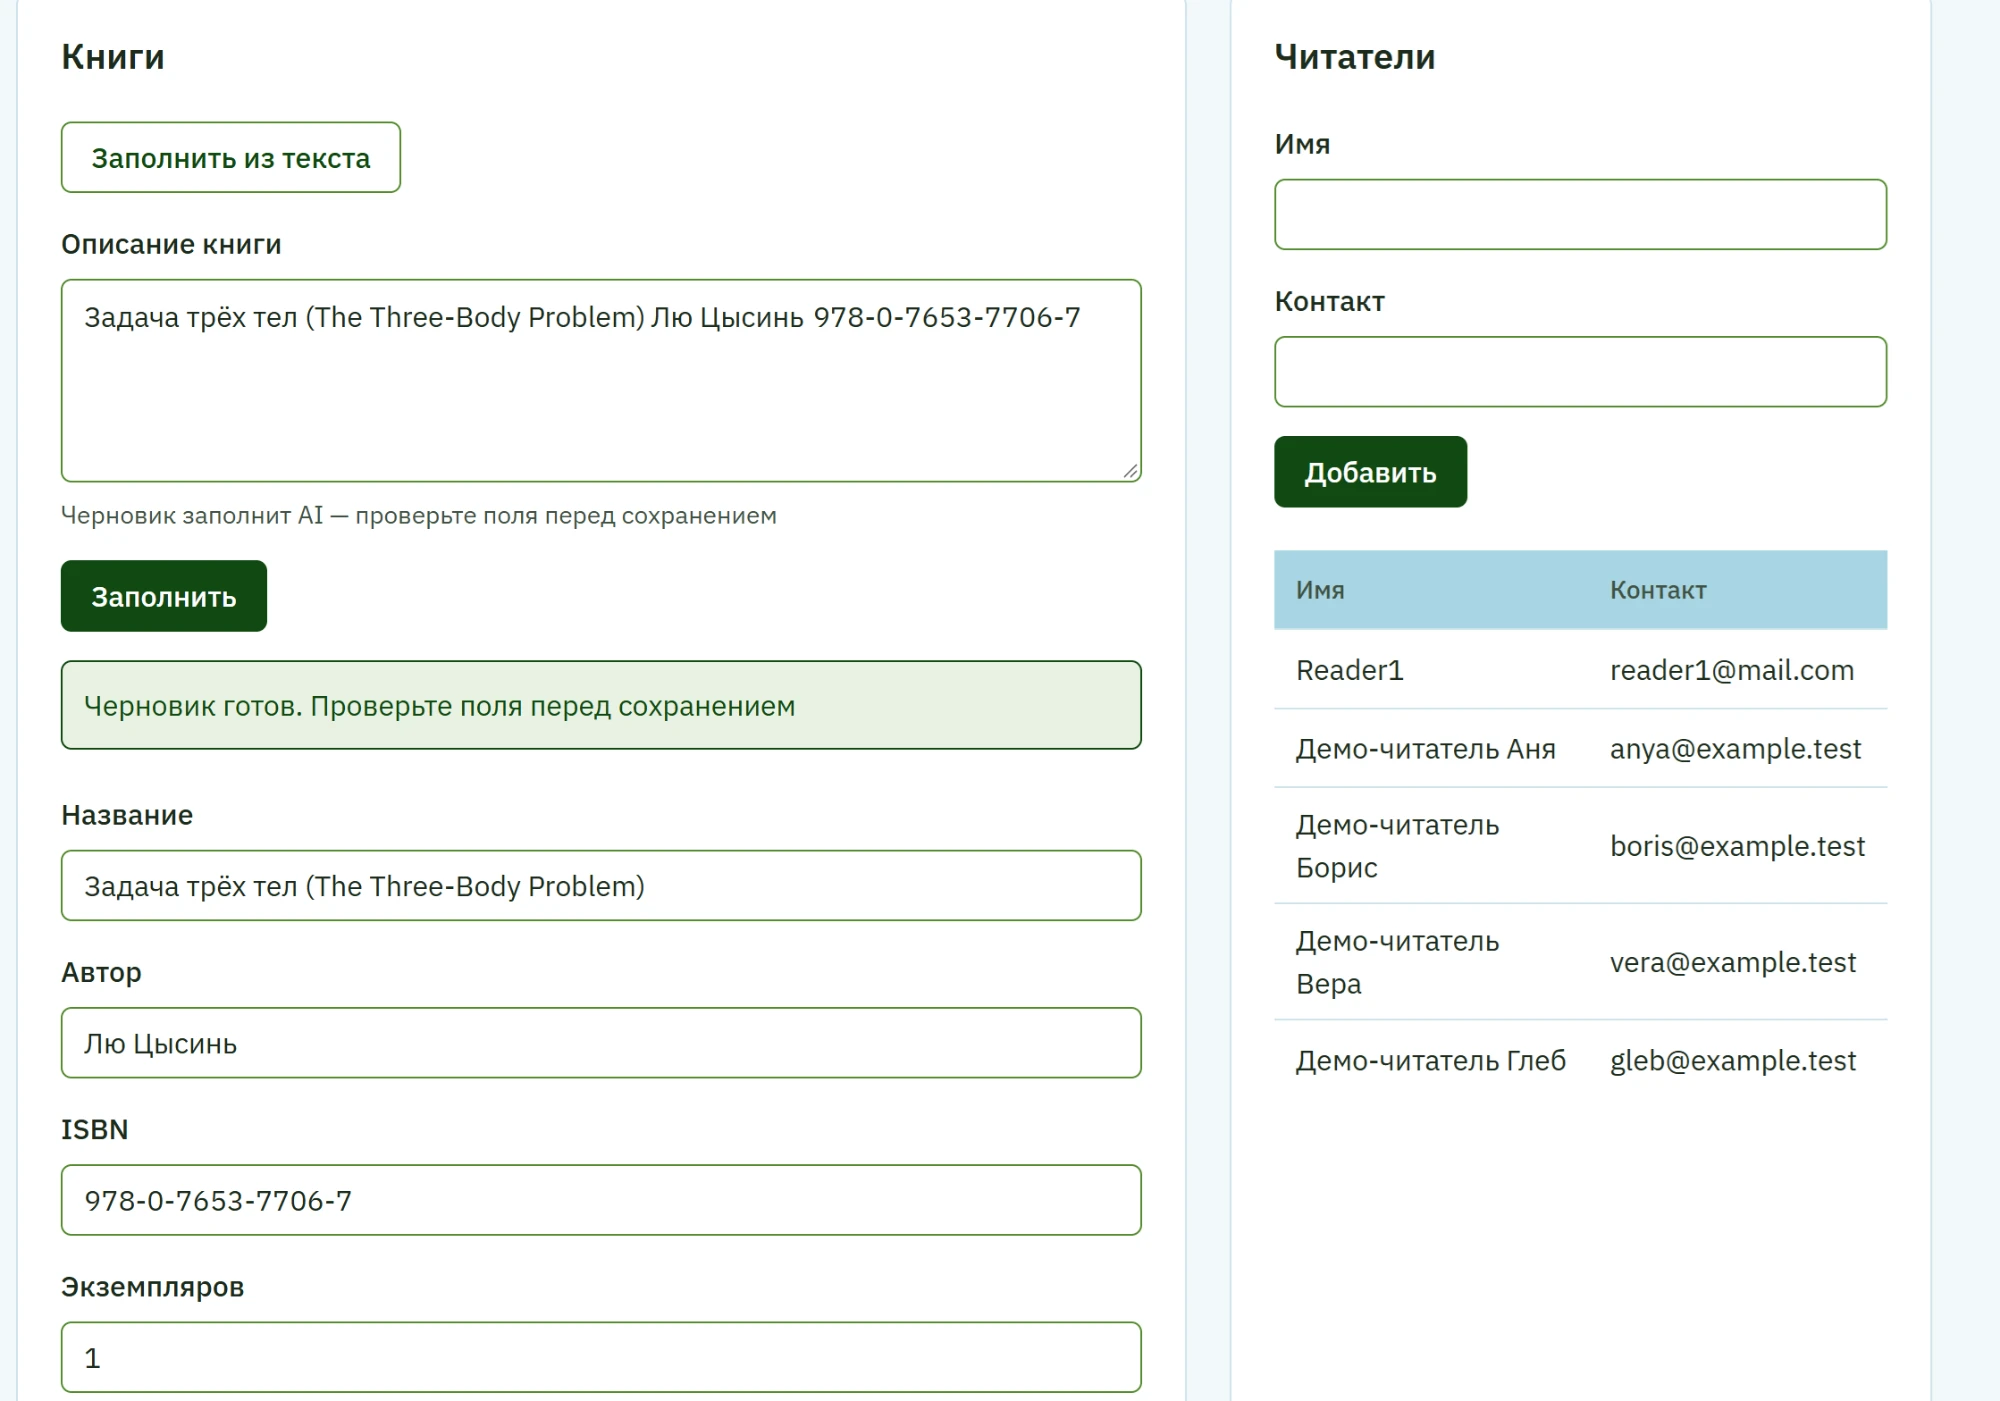 Книги
Заполнить из текста
Описание книги
Задача трёх тел (The Three-Body Problem) Лю Цысинь 978-0-7653-7706-7
Черновик заполнит AI — проверьте поля перед сохранением
Заполнить
Черновик готов. Проверьте поля перед сохранением
Название
Задача трёх тел (The Three-Body Problem)
Автор
Лю Цысинь
ISBN
978-0-7653-7706-7
Экземпляров
1
Читатели
Имя
Контакт
Добавить
Имя Контакт
Reader1 reader1@mail.com
Демо-читатель Аня anya@example.test
Демо-читатель
Борис
boris@example.test
Демо-читатель
Вера
vera@example.test
Демо-читатель Глеб gleb@example.test